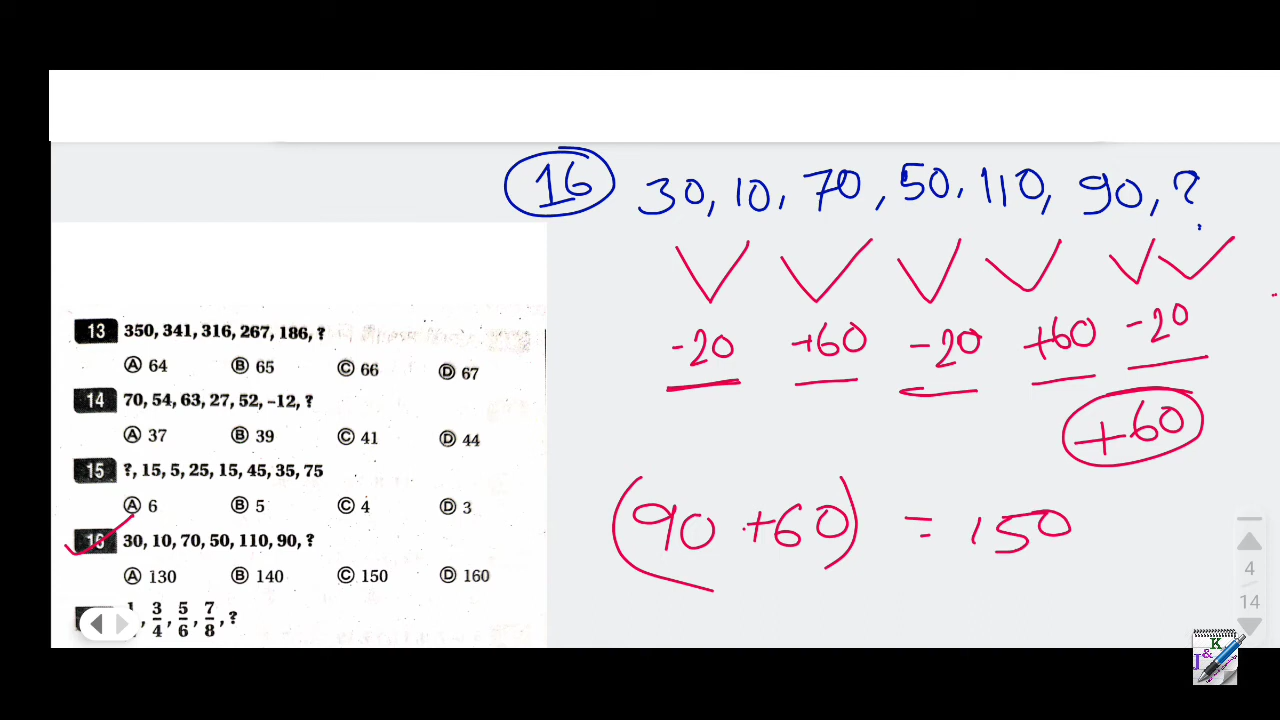 16 30, 10, 70, 50, 110, 90, ?
-20 +60 -20 +60 -20
+60
(90 +60) = 150
13 350, 341, 316, 267, 186, ?
A 64 B 65 C 66 D 67
14 70, 54, 63, 27, 52, -12, ?
A 37 B 39 C 41 D 44
15 ?, 15, 5, 25, 15, 45, 35, 75
A 6 B 5 C 4 D 3
16 30, 10, 70, 50, 110, 90, ?
A 130 B 140 C 150 D 160
, 3/4, 5/6, 7/8, ?
4
14
J & K